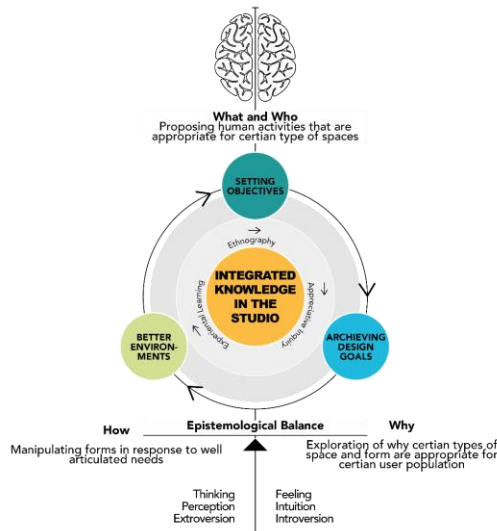 What and Who
Proposing human activities that are
appropriate for certian type of spaces
SETTING
OBJECTIVES
Ethnography
INTEGRATED
KNOWLEDGE
IN THE
STUDIO
Experiental Learning
Appreciative Inquiry
BETTER
ENVIRON-
MENTS
ARCHIEVING
DESIGN
GOALS
How
Epistemological Balance
Why
Manipulating forms in response to well
articulated needs
Exploration of why certian types of
space and form are appropriate for
certian user population
Thinking
Perception
Extroversion
Feeling
Intuition
Introversion